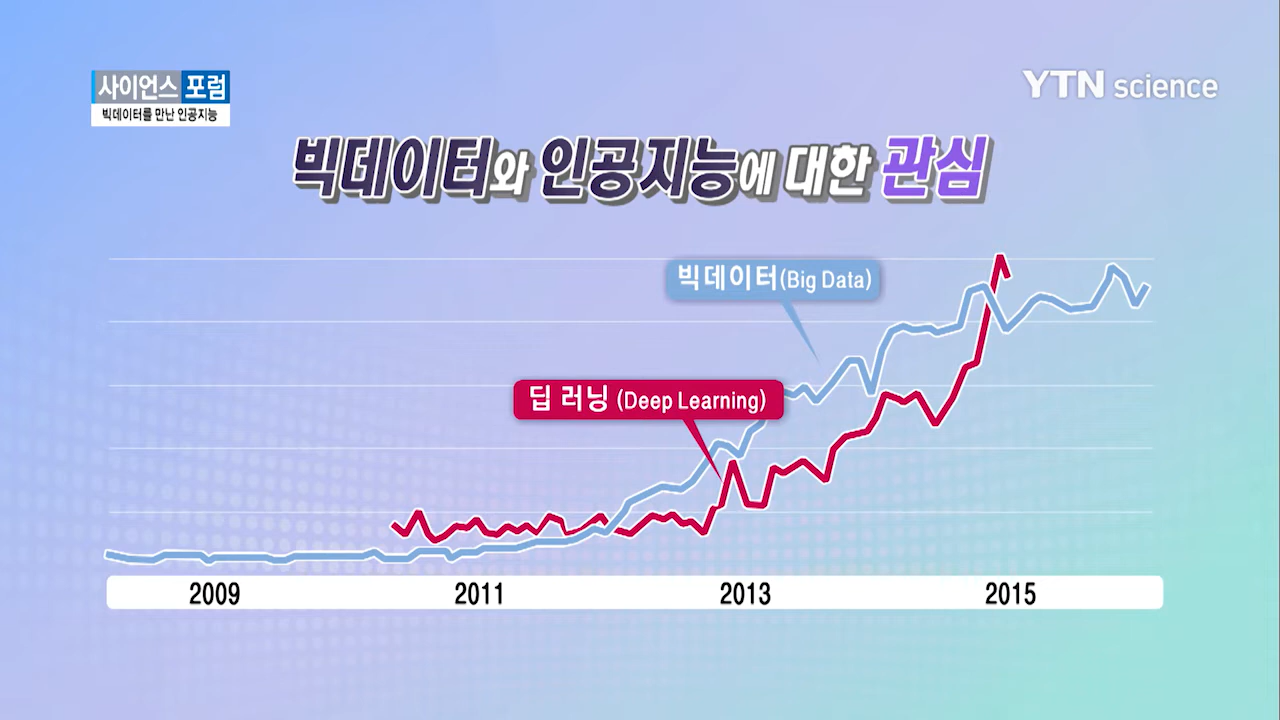 사이언스 포럼
빅데이터를 만난 인공지능
YTN science
빅데이터와 인공지능에 대한 관심
빅데이터(Big Data)
딥 러닝 (Deep Learning)
2009 2011 2013 2015